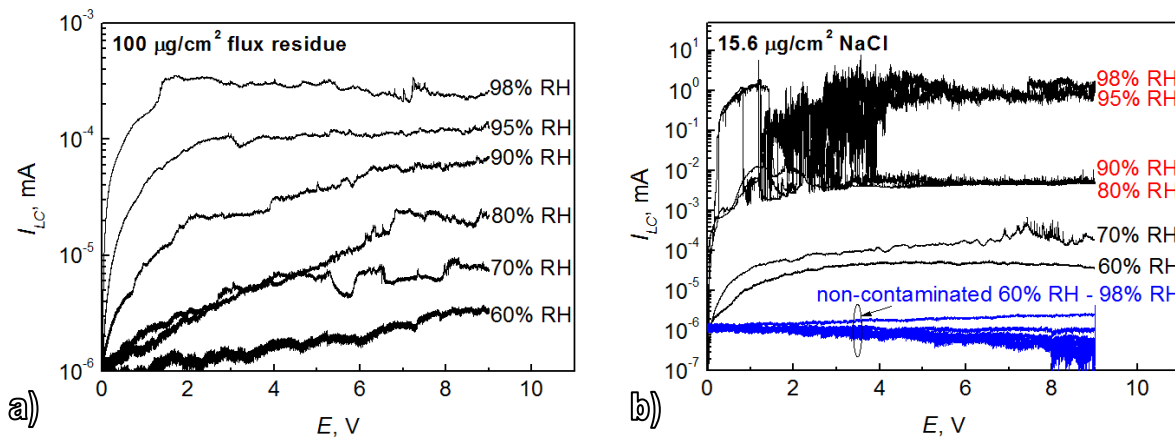 100 μg/cm² flux residue
10⁻³
10⁻⁴
10⁻⁵
10⁻⁶
I_LC, mA
98% RH
95% RH
90% RH
80% RH
70% RH
60% RH
0 2 4 6 8 10
E, V
a)
15.6 μg/cm² NaCl
10¹
10⁰
10⁻¹
10⁻²
10⁻³
10⁻⁴
10⁻⁵
10⁻⁶
10⁻⁷
I_LC, mA
98% RH
95% RH
90% RH
80% RH
70% RH
60% RH
non-contaminated 60% RH - 98% RH
0 2 4 6 8 10
E, V
b)